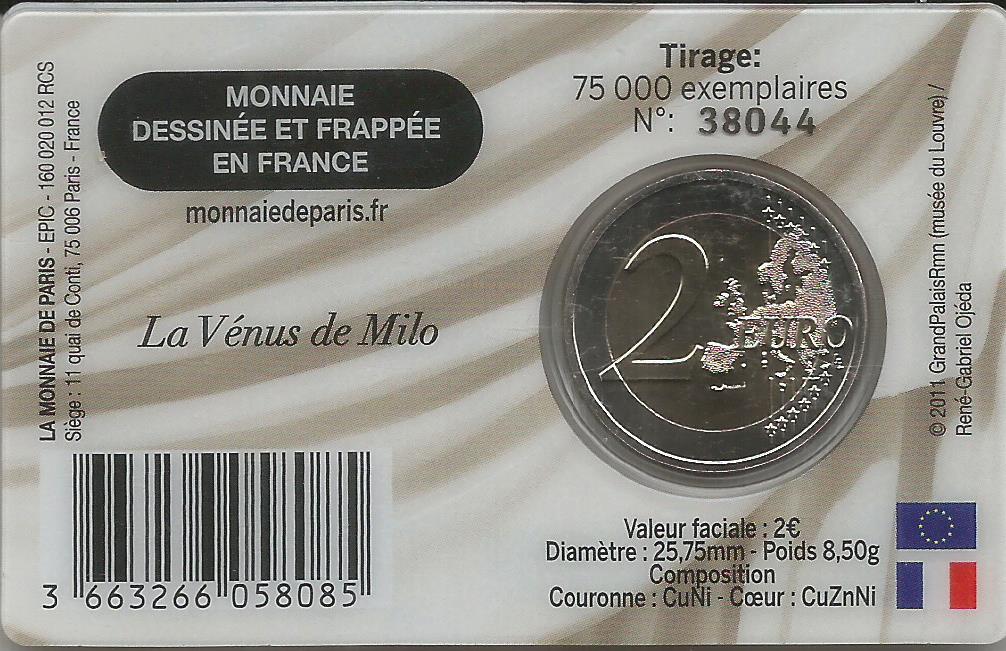 LA MONNAIE DE PARIS - EPIC - 160 020 012 RCS
Siège : 11 quai de Conti, 75 006 Paris - France
MONNAIE
DESSINÉE ET FRAPPÉE
EN FRANCE
monnaiedeparis.fr
La Vénus de Milo
3 663266 058085
Tirage:
75 000 exemplaires
N°: 38044
2 EURO
Valeur faciale : 2€
Diamètre : 25,75mm - Poids 8,50g
Composition
Couronne : CuNi - Cœur : CuZnNi
© 2011 GrandPalaisRmn (musée du Louvre) /
René-Gabriel Ojéda